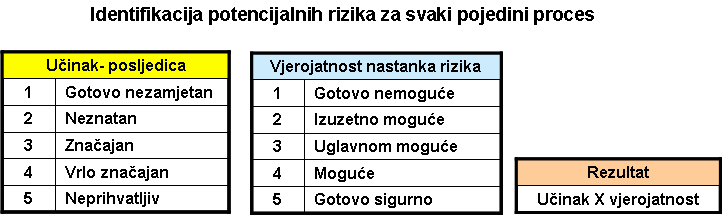 Identifikacija potencijalnih rizika za svaki pojedini proces
Učinak- posljedica
1 Gotovo nezamjetan
2 Neznatan
3 Značajan
4 Vrlo značajan
5 Neprihvatljiv
Vjerojatnost nastanka rizika
1 Gotovo nemoguće
2 Izuzetno moguće
3 Uglavnom moguće
4 Moguće
5 Gotovo sigurno
Rezultat
Učinak X vjerojatnost